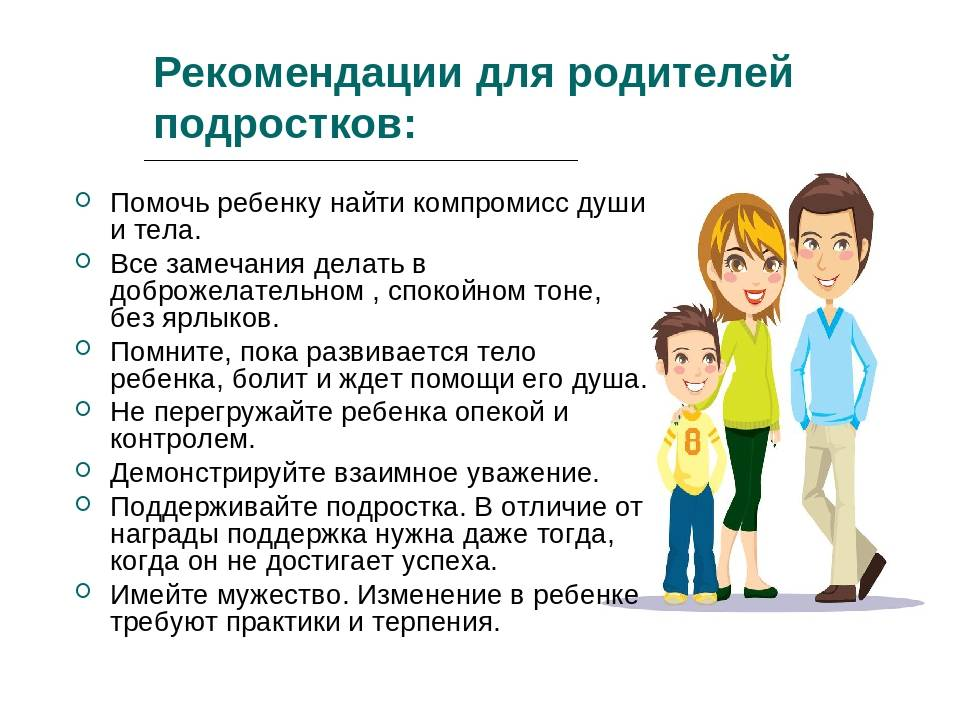 Рекомендации для родителей
подростков:
Помочь ребенку найти компромисс души
и тела.
Все замечания делать в
доброжелательном , спокойном тоне,
без ярлыков.
Помните, пока развивается тело
ребенка, болит и ждет помощи его душа.
Не перегружайте ребенка опекой и
контролем.
Демонстрируйте взаимное уважение.
Поддерживайте подростка. В отличие от
награды поддержка нужна даже тогда,
когда он не достигает успеха.
Имейте мужество. Изменение в ребенке
требуют практики и терпения.
8